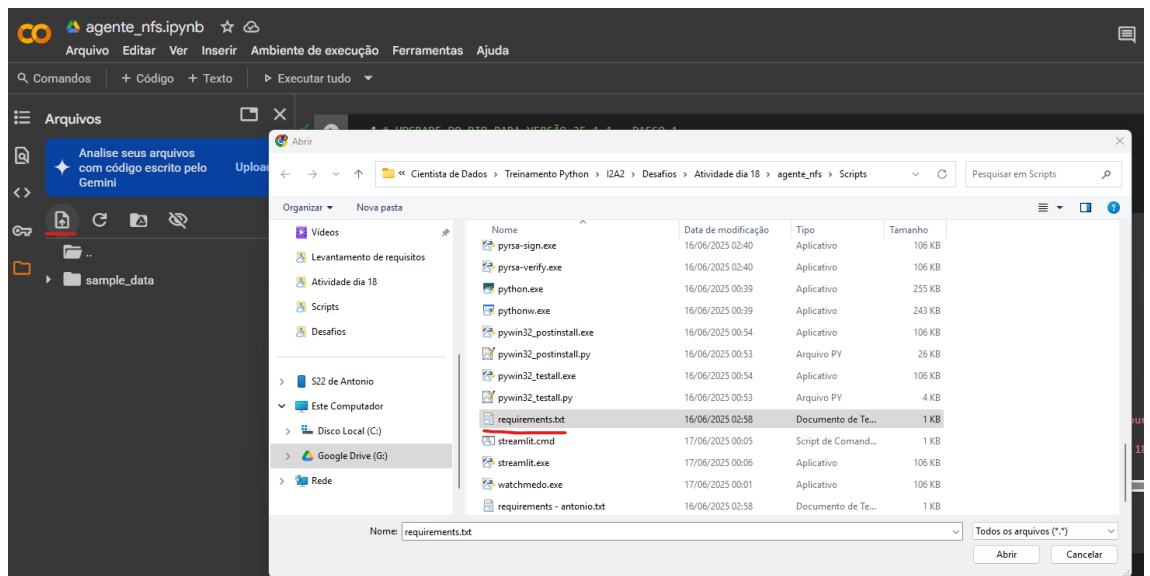 agente_nfs.ipynb
Arquivo Editar Ver Inserir Ambiente de execução Ferramentas Ajuda
Comandos + Código + Texto Executar tudo
Arquivos
Analise seus arquivos
com código escrito pelo
Gemini
Uploa
..
sample_data
Abrir
« Cientista de Dados > Treinamento Python > I2A2 > Desafios > Atividade dia 18 > agente_nfs > Scripts
Pesquisar em Scripts
Organizar Nova pasta
Vídeos
Levantamento de requisitos
Atividade dia 18
Scripts
Desafios
S22 de Antonio
Este Computador
Disco Local (C:)
Google Drive (G:)
Rede
Nome Data de modificação Tipo Tamanho
pyrsa-sign.exe 16/06/2025 02:40 Aplicativo 106 KB
pyrsa-verify.exe 16/06/2025 02:40 Aplicativo 106 KB
python.exe 16/06/2025 00:39 Aplicativo 255 KB
pythonw.exe 16/06/2025 00:39 Aplicativo 243 KB
pywin32_postinstall.exe 16/06/2025 00:54 Aplicativo 106 KB
pywin32_postinstall.py 16/06/2025 00:53 Arquivo PY 26 KB
pywin32_testall.exe 16/06/2025 00:54 Aplicativo 106 KB
pywin32_testall.py 16/06/2025 00:53 Arquivo PY 4 KB
requirements.txt 16/06/2025 02:58 Documento de Te... 1 KB
streamlit.cmd 17/06/2025 00:05 Script de Comand... 1 KB
streamlit.exe 17/06/2025 00:06 Aplicativo 106 KB
watchmedo.exe 17/06/2025 00:01 Aplicativo 106 KB
requirements - antonio.txt 16/06/2025 02:58 Documento de Te... 1 KB
Nome: requirements.txt
Todos os arquivos (*.*)
Abrir Cancelar